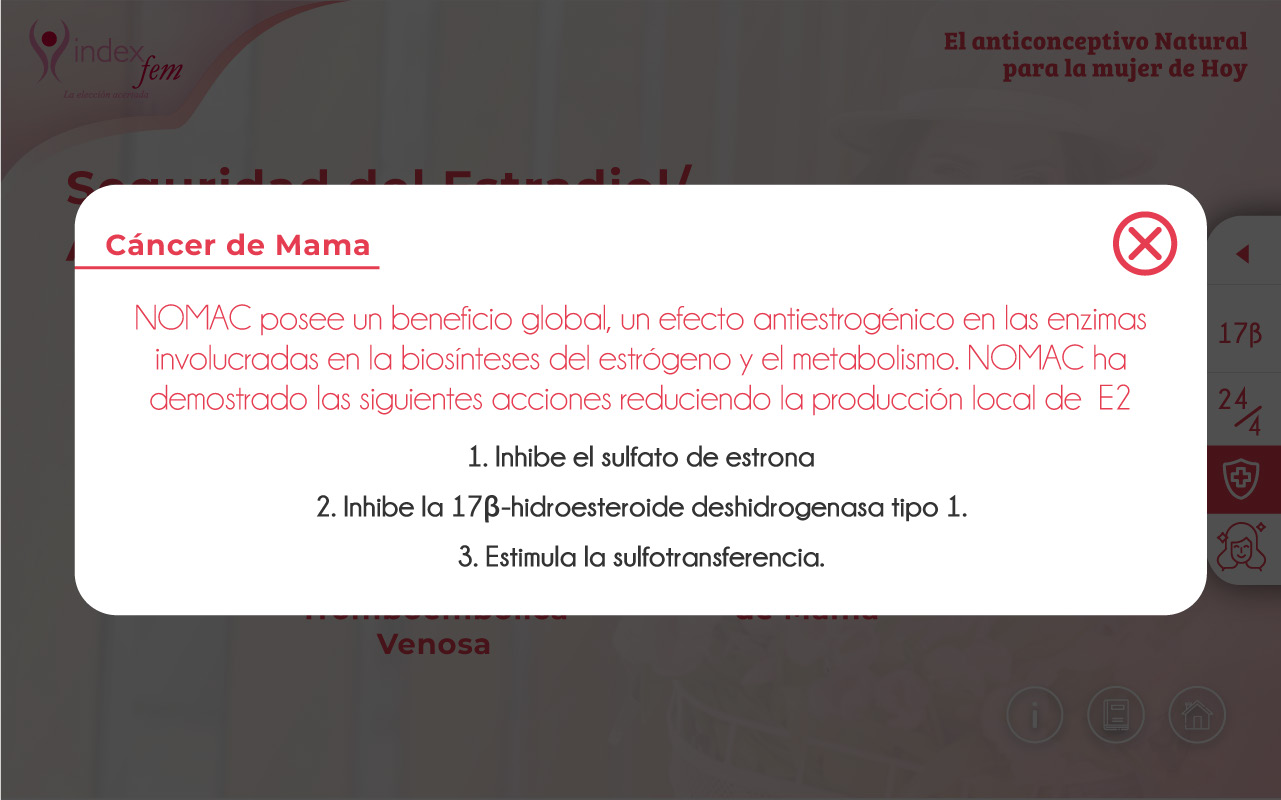 index
fem
La elección acertada
El anticonceptivo Natural
para la mujer de Hoy
Seguridad del Estradiol/
Cáncer de Mama
NOMAC posee un beneficio global, un efecto antiestrogénico en las enzimas
involucradas en la biosínteses del estrógeno y el metabolismo. NOMAC ha
demostrado las siguientes acciones reduciendo la producción local de E2
1. Inhibe el sulfato de estrona
2. Inhibe la 17β-hidroesteroide deshidrogenasa tipo 1.
3. Estimula la sulfotransferencia.
17β
24/4
Tromboembólica
Venosa
de Mama
i